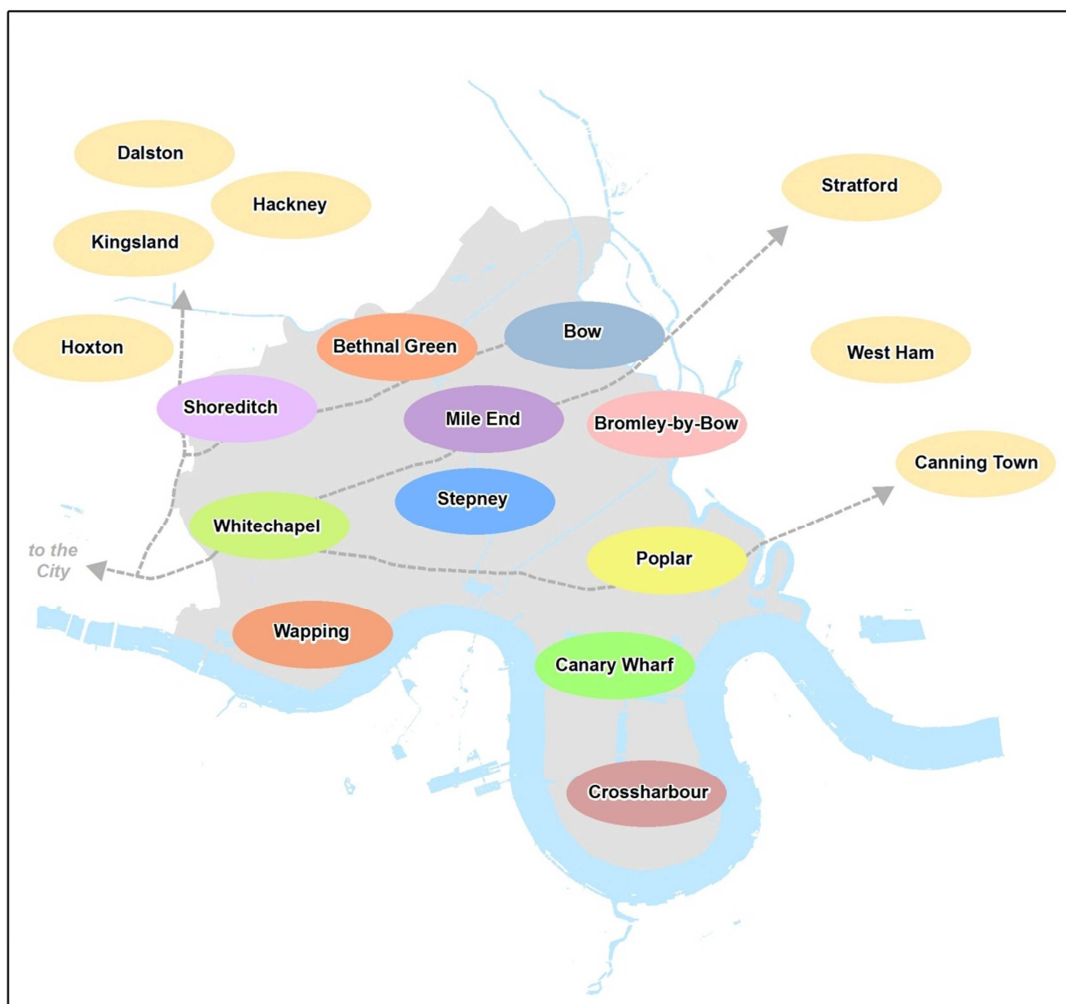 Dalston
Stratford
Hackney
Kingsland
Bow
Hoxton
Bethnal Green
West Ham
Shoreditch
Mile End
Bromley-by-Bow
Canning Town
Stepney
Whitechapel
to the
City
Poplar
Wapping
Canary Wharf
Crossharbour